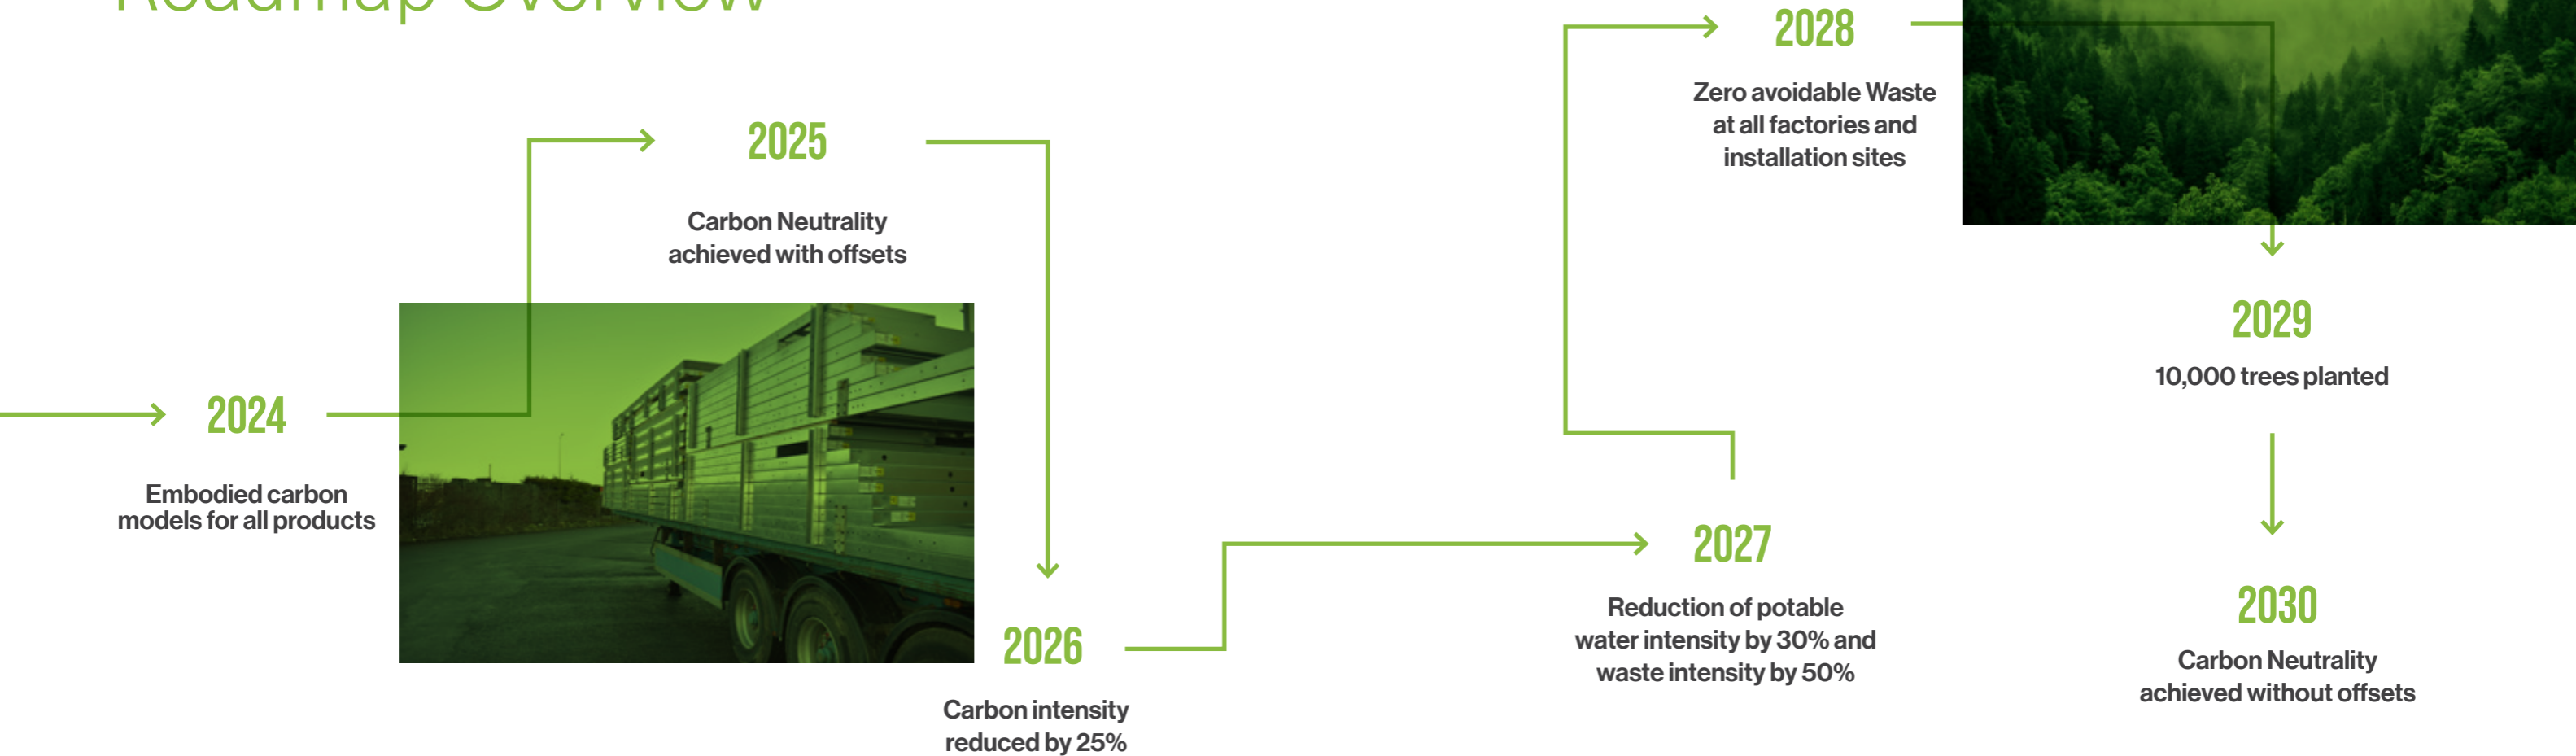 Roadmap Overview
2024
Embodied carbon
models for all products
2025
Carbon Neutrality
achieved with offsets
2026
Carbon intensity
reduced by 25%
2027
Reduction of potable
water intensity by 30% and
waste intensity by 50%
2028
Zero avoidable Waste
at all factories and
installation sites
2029
10,000 trees planted
2030
Carbon Neutrality
achieved without offsets